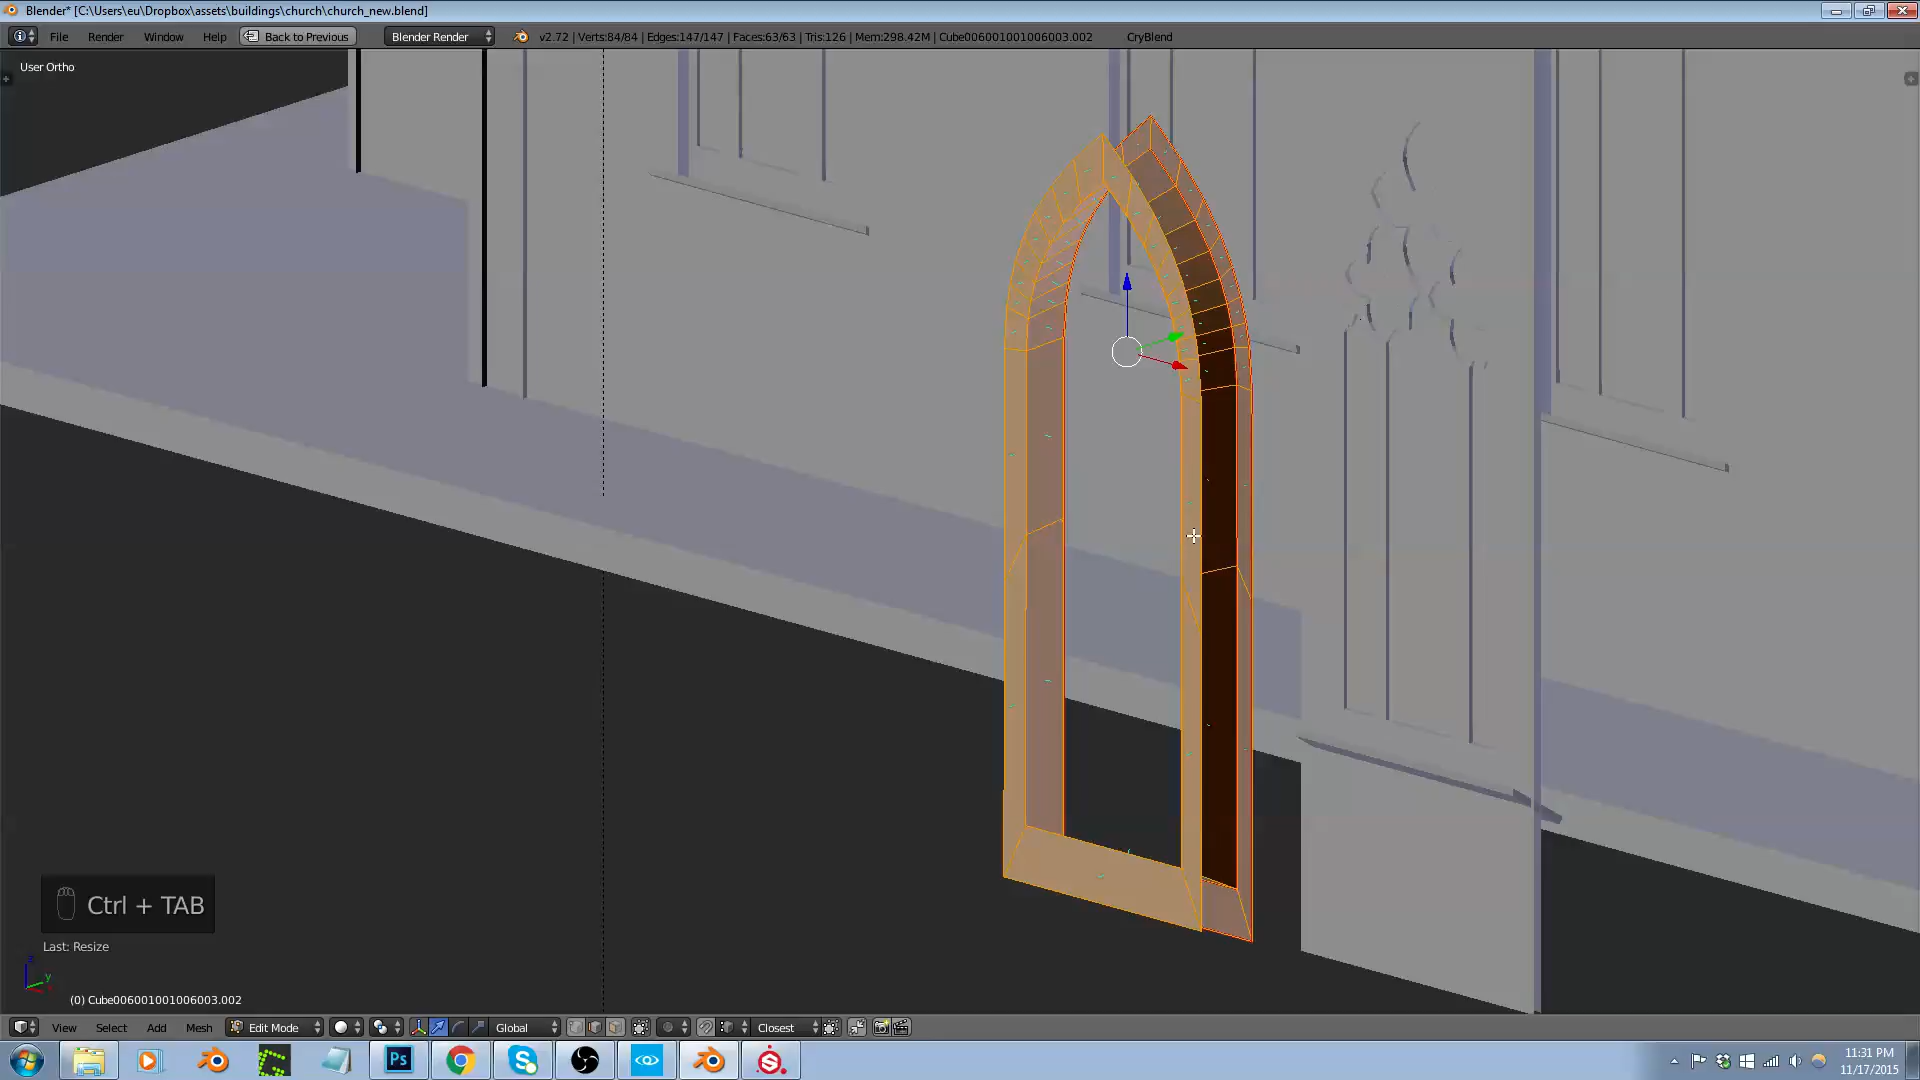 Blender* [C:\Users\eu\Dropbox\assets\buildings\church\church_new.blend]
File Render Window Help Back to Previous Blender Render v2.72 | Verts:84/84 | Edges:147/147 | Faces:63/63 | Tris:126 | Mem:298.42M | Cube006001001006003.002 CryBlend
User Ortho
Ctrl + TAB
Last: Resize
z
y
(0) Cube006001001006003.002
View Select Add Mesh Edit Mode Global Closest
Ps
11:31 PM
11/17/2015